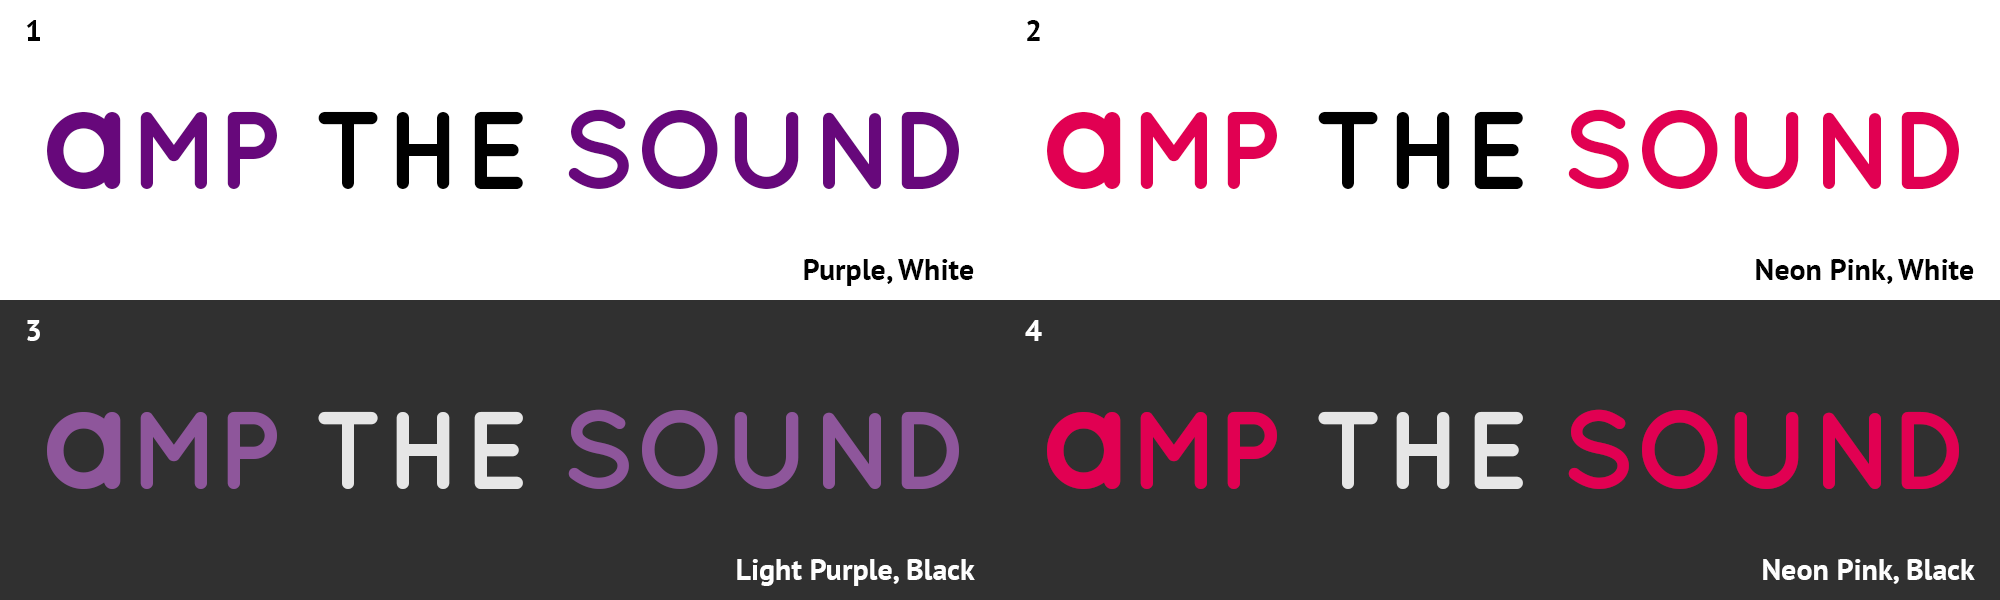 1
aMP THE SOUND
Purple, White
2
aMP THE SOUND
Neon Pink, White
3
aMP THE SOUND
Light Purple, Black
4
aMP THE SOUND
Neon Pink, Black